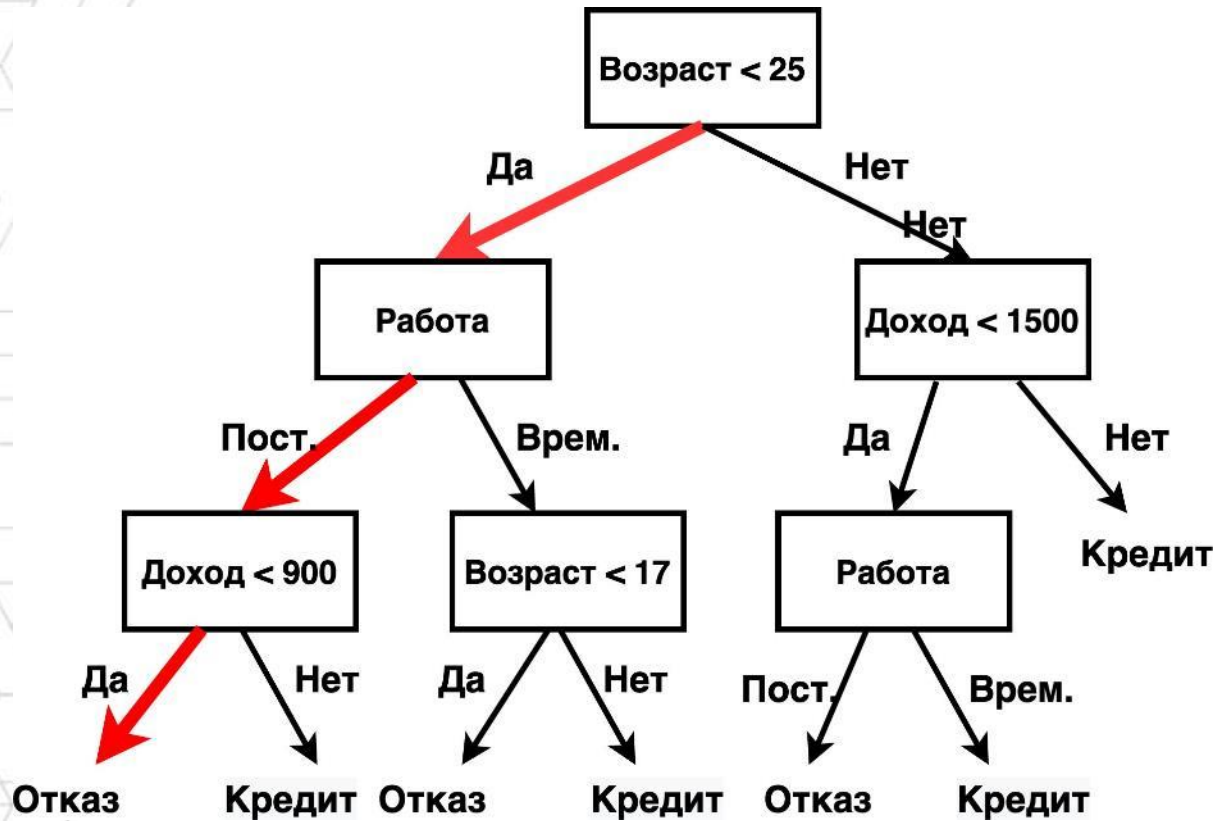 Возраст < 25
Да
Нет
Нет
Работа
Доход < 1500
Пост.
Врем.
Да
Нет
Доход < 900
Возраст < 17
Работа
Кредит
Да
Нет
Да
Нет
Пост.
Врем.
Отказ
Кредит
Отказ
Кредит
Отказ
Кредит